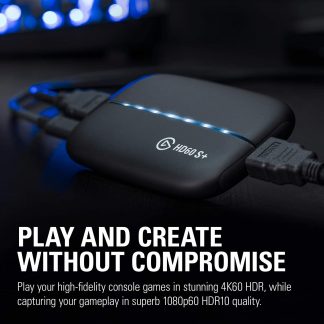 HD60 S+
PLAY AND CREATE
WITHOUT COMPROMISE
Play your high-fidelity console games in stunning 4K60 HDR, while
capturing your gameplay in superb 1080p60 HDR10 quality.